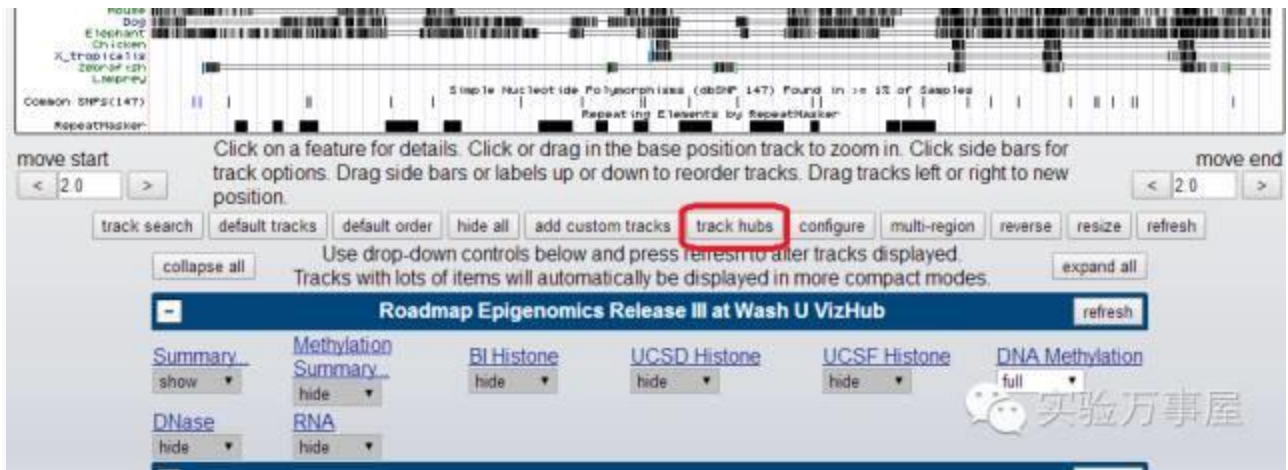 Mouse
Dog
Elephant
Chicken
X_tropicalis
Zebrafish
Lamprey
Simple Nucleotide Polymorphisms (dbSNP 147) Found in >= 1% of Samples
Common SNPs(147)
Repeating Elements by RepeatMasker
RepeatMasker
move start
< 2.0 >
Click on a feature for details. Click or drag in the base position track to zoom in. Click side bars for
track options. Drag side bars or labels up or down to reorder tracks. Drag tracks left or right to new
position.
move end
< 2.0 >
track search default tracks default order hide all add custom tracks track hubs configure multi-region reverse resize refresh
collapse all
Use drop-down controls below and press refresh to alter tracks displayed.
Tracks with lots of items will automatically be displayed in more compact modes.
expand all
- Roadmap Epigenomics Release III at Wash U VizHub refresh
Summary...
show
Methylation
Summary...
hide
BI Histone
hide
UCSD Histone
hide
UCSF Histone
hide
DNA Methylation
full
DNase
hide
RNA
hide
实验万事屋